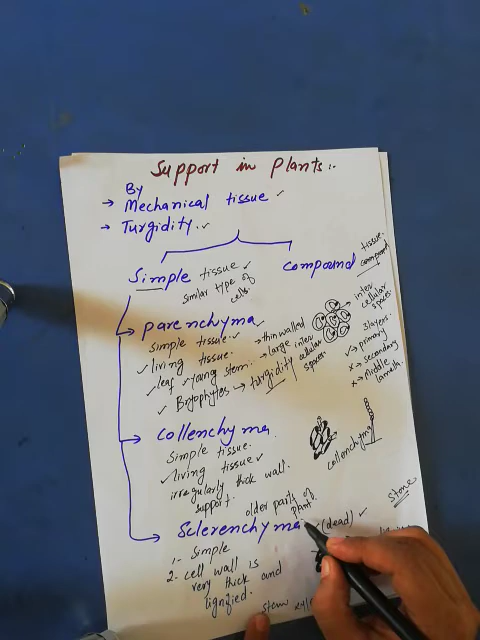 Support in Plants:.
By
→ Mechanical tissue ✓
→ Turgidity. ✓
Simple tissue ✓
similar type of
cells.
compound tissue.
compound
parenchyma
simple tissue. ✓
✓ living tissue.
✓ leaf ✓ young stem.
✓ Bryophytes → turgidity
→ thin walled
→ large inter
cellular
spaces.
→ inter
cellular
spaces.
3 layers.
✓ → primary
x → secondary
x → middle
lamella.
Collenchyma.
Simple tissue.
✓ living tissue ✓
irregularly thick wall.
support.
collenchyma
older parts of
plant.
Stone
Sclerenchyma ✓ (dead) ✓
1- Simple
2- cell wall is
very thick and
lignified.
stem